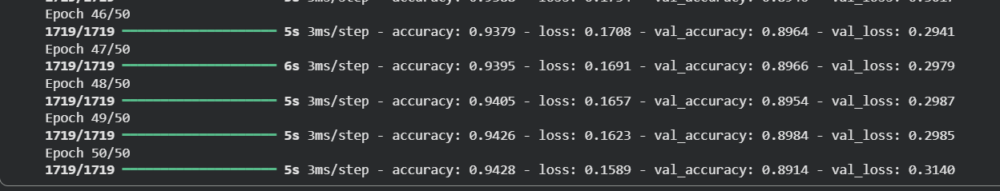 Epoch 46/50
1719/1719 ━━━━━━━━━━━━━━━━━━━━ 5s 3ms/step - accuracy: 0.9379 - loss: 0.1708 - val_accuracy: 0.8964 - val_loss: 0.2941
Epoch 47/50
1719/1719 ━━━━━━━━━━━━━━━━━━━━ 6s 3ms/step - accuracy: 0.9395 - loss: 0.1691 - val_accuracy: 0.8966 - val_loss: 0.2979
Epoch 48/50
1719/1719 ━━━━━━━━━━━━━━━━━━━━ 5s 3ms/step - accuracy: 0.9405 - loss: 0.1657 - val_accuracy: 0.8954 - val_loss: 0.2987
Epoch 49/50
1719/1719 ━━━━━━━━━━━━━━━━━━━━ 5s 3ms/step - accuracy: 0.9426 - loss: 0.1623 - val_accuracy: 0.8984 - val_loss: 0.2985
Epoch 50/50
1719/1719 ━━━━━━━━━━━━━━━━━━━━ 5s 3ms/step - accuracy: 0.9428 - loss: 0.1589 - val_accuracy: 0.8914 - val_loss: 0.3140